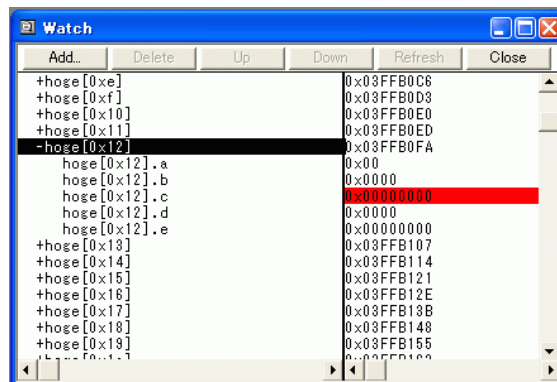 Watch
Add... Delete Up Down Refresh Close
+hoge[0xe] 0x03FFB0C6
+hoge[0xf] 0x03FFB0D3
+hoge[0x10] 0x03FFB0E0
+hoge[0x11] 0x03FFB0ED
-hoge[0x12] 0x03FFB0FA
hoge[0x12].a 0x00
hoge[0x12].b 0x0000
hoge[0x12].c 0x00000000
hoge[0x12].d 0x0000
hoge[0x12].e 0x00000000
+hoge[0x13] 0x03FFB107
+hoge[0x14] 0x03FFB114
+hoge[0x15] 0x03FFB121
+hoge[0x16] 0x03FFB12E
+hoge[0x17] 0x03FFB13B
+hoge[0x18] 0x03FFB148
+hoge[0x19] 0x03FFB155